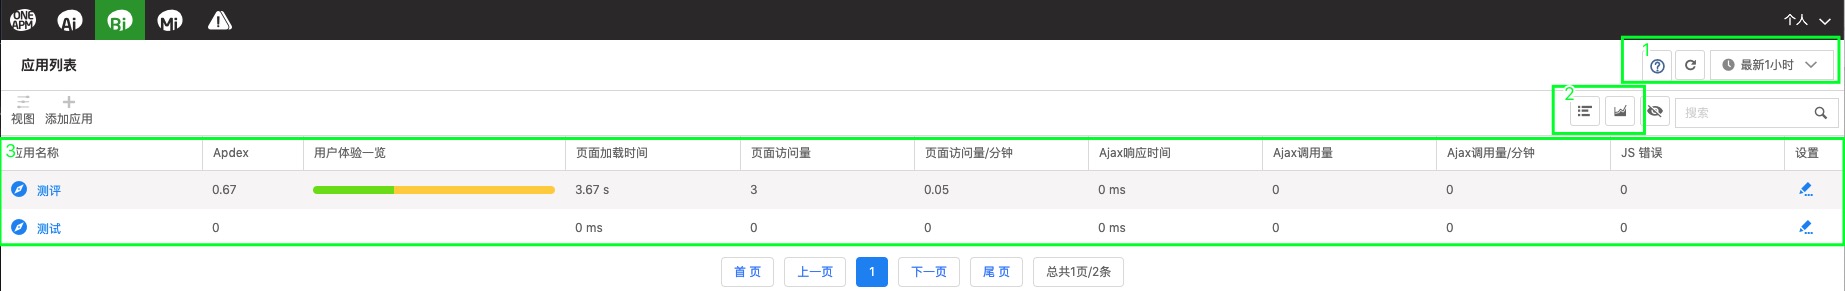 ONE APM Ai Bi Mi 个人
应用列表 1 最新1小时
视图 添加应用 2 搜索
3 应用名称 Apdex 用户体验一览 页面加载时间 页面访问量 页面访问量/分钟 Ajax响应时间 Ajax调用量 Ajax调用量/分钟 JS 错误 设置
测评 0.67 3.67 s 3 0.05 0 ms 0 0 0
测试 0 0 ms 0 0 0 ms 0 0 0
首 页 上一页 1 下一页 尾 页 总共1页/2条